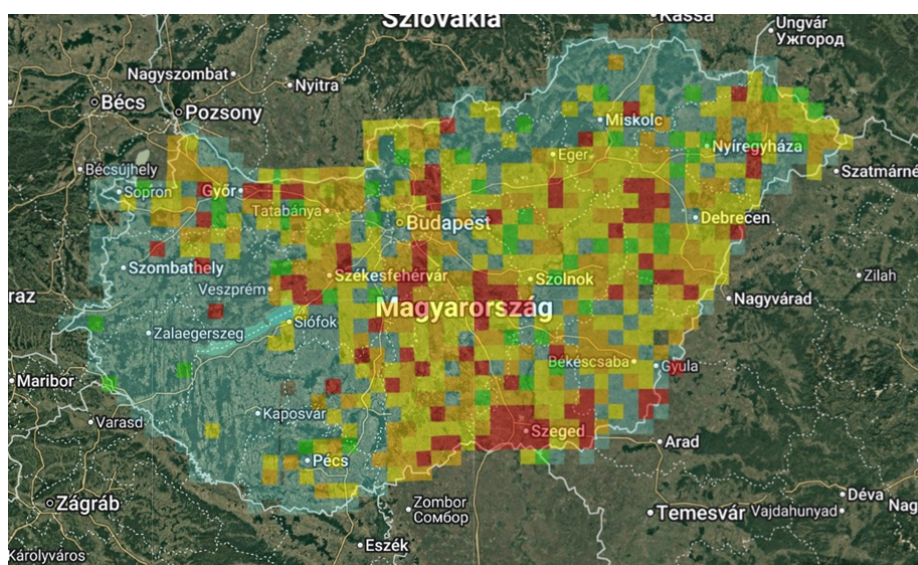 Szlovákia
Kassa
Ungvár
Ужгород
Nagyszombat
Nyitra
Bécs
Pozsony
Miskolc
Nyíregyháza
Eger
Bécsújhely
Szatmárné
Sopron
Győr
Tatabánya
Budapest
Debrecen
Szombathely
Székesfehérvár
Szolnok
Zilah
Veszprém
raz
Magyarország
Nagyvárad
Siófok
Zalaegerszeg
Békéscsaba
Gyula
Maribor
Kaposvár
Varasd
Szeged
Arad
Pécs
Zágráb
Zombor
Сомбор
Temesvár
Vajdahunyad
Déva
Nag
Eszék
Károlyváros